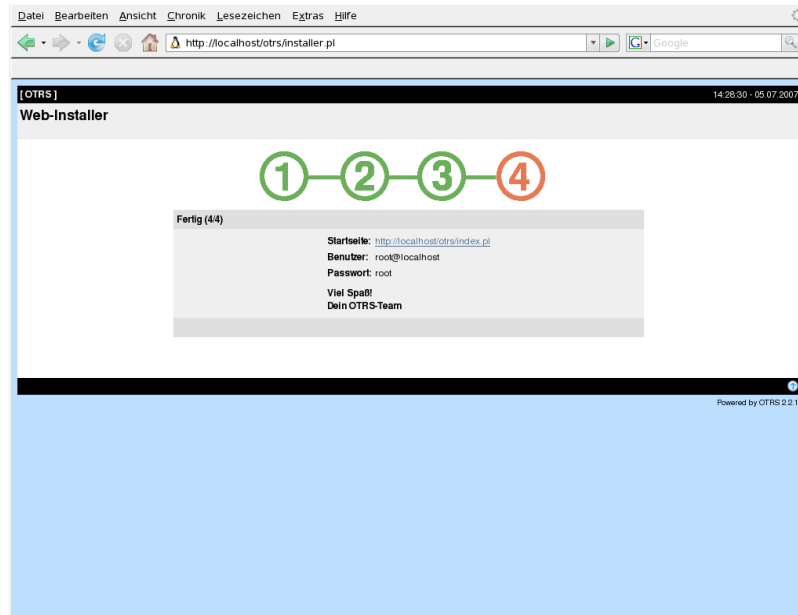 Datei Bearbeiten Ansicht Chronik Lesezeichen Extras Hilfe
http://localhost/otrs/installer.pl
G Google
[ OTRS ] 14:28:30 - 05.07.2007
Web-Installer
1 2 3 4
Fertig (4/4)
Startseite: http://localhost/otrs/index.pl
Benutzer: root@localhost
Passwort: root
Viel Spaß!
Dein OTRS-Team
Powered by OTRS 2.2.1